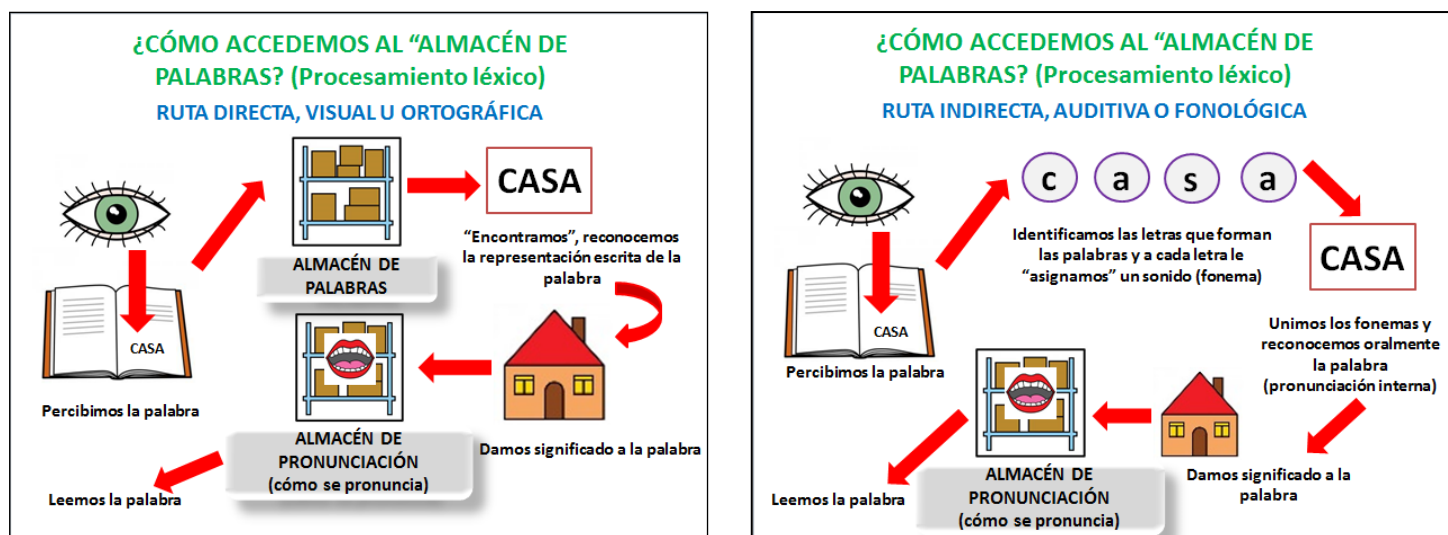 ¿CÓMO ACCEDEMOS AL “ALMACÉN DE
PALABRAS? (Procesamiento léxico)
RUTA DIRECTA, VISUAL U ORTOGRÁFICA
CASA
“Encontramos”, reconocemos
la representación escrita de la
palabra
ALMACÉN DE
PALABRAS
CASA
Percibimos la palabra
Damos significado a la palabra
ALMACÉN DE
PRONUNCIACIÓN
(cómo se pronuncia)
Leemos la palabra
¿CÓMO ACCEDEMOS AL “ALMACÉN DE
PALABRAS? (Procesamiento léxico)
RUTA INDIRECTA, AUDITIVA O FONOLÓGICA
c a s a
Identificamos las letras que forman
las palabras y a cada letra le
“asignamos” un sonido (fonema)
CASA
CASA
Percibimos la palabra
Unimos los fonemas y
reconocemos oralmente
la palabra
(pronunciación interna)
Damos significado a la
palabra
ALMACÉN DE
PRONUNCIACIÓN
(cómo se pronuncia)
Leemos la palabra